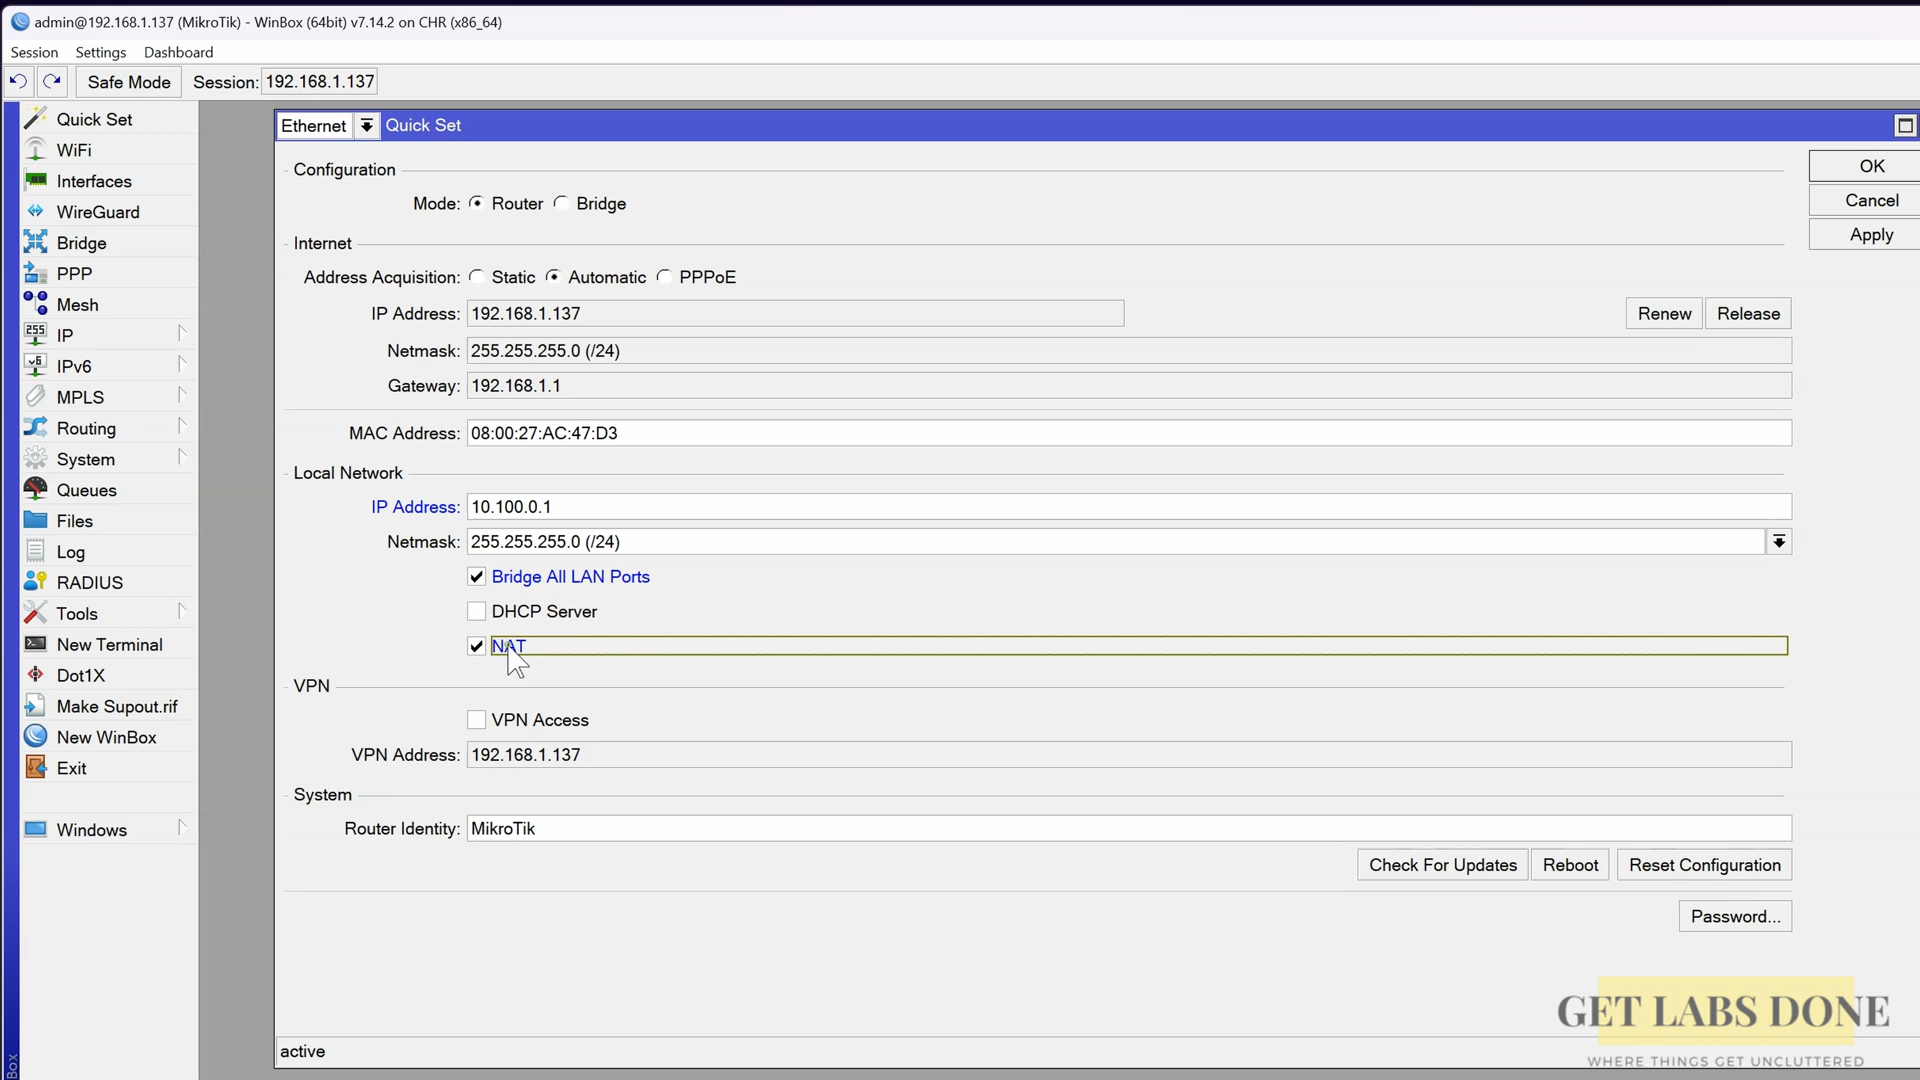 admin@192.168.1.137 (MikroTik) - WinBox (64bit) v7.14.2 on CHR (x86_64)
Session Settings Dashboard
Safe Mode Session: 192.168.1.137
Quick Set
WiFi
Interfaces
WireGuard
Bridge
PPP
Mesh
255 IP
v6 IPv6
MPLS
Routing
System
Queues
Files
Log
RADIUS
Tools
New Terminal
Dot1X
Make Supout.rif
New WinBox
Exit
Windows
Box
Ethernet Quick Set
Configuration
Mode: Router Bridge
Internet
Address Acquisition: Static Automatic PPPoE
IP Address: 192.168.1.137 Renew Release
Netmask: 255.255.255.0 (/24)
Gateway: 192.168.1.1
MAC Address: 08:00:27:AC:47:D3
Local Network
IP Address: 10.100.0.1
Netmask: 255.255.255.0 (/24)
Bridge All LAN Ports
DHCP Server
NAT
VPN
VPN Access
VPN Address: 192.168.1.137
System
Router Identity: MikroTik
Check For Updates Reboot Reset Configuration
Password...
active
OK
Cancel
Apply
GET LABS DONE
WHERE THINGS GET UNCLUTTERED